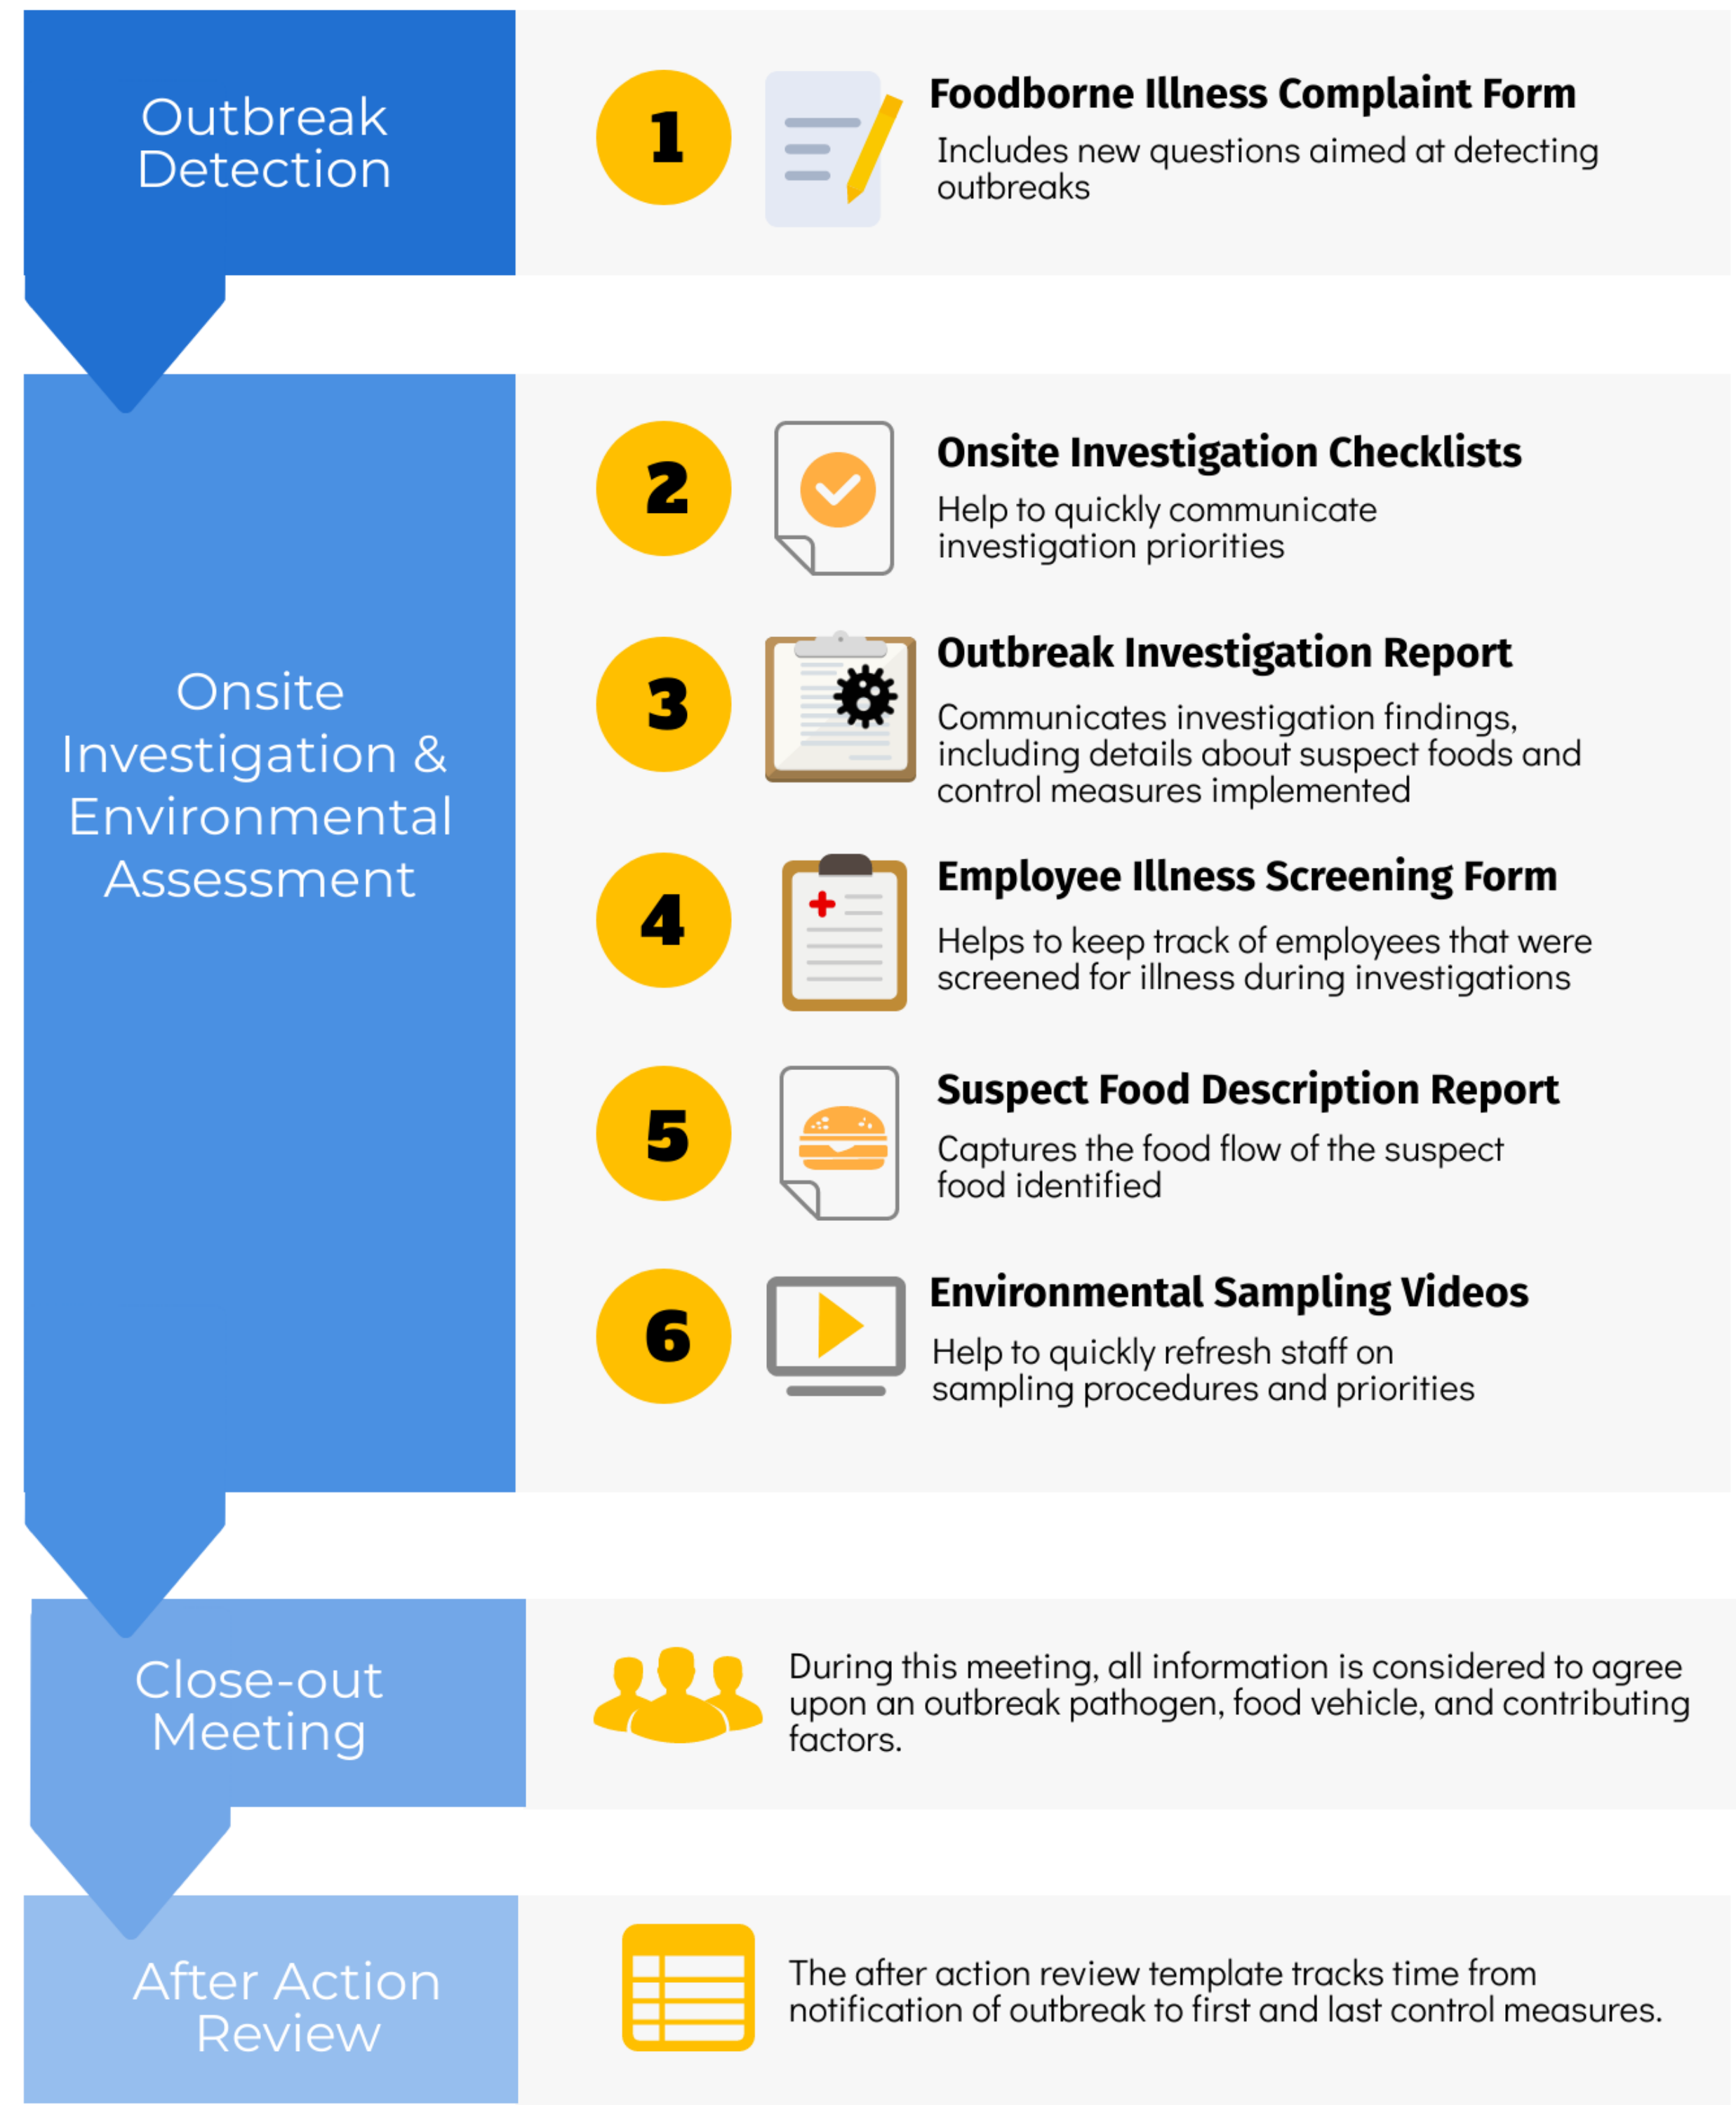 Outbreak
Detection
1
Foodborne Illness Complaint Form
Includes new questions aimed at detecting
outbreaks
Onsite
Investigation &
Environmental
Assessment
2
Onsite Investigation Checklists
Help to quickly communicate
investigation priorities
3
Outbreak Investigation Report
Communicates investigation findings,
including details about suspect foods and
control measures implemented
4
Employee Illness Screening Form
Helps to keep track of employees that were
screened for illness during investigations
5
Suspect Food Description Report
Captures the food flow of the suspect
food identified
6
Environmental Sampling Videos
Help to quickly refresh staff on
sampling procedures and priorities
Close-out
Meeting
During this meeting, all information is considered to agree
upon an outbreak pathogen, food vehicle, and contributing
factors.
After Action
Review
The after action review template tracks time from
notification of outbreak to first and last control measures.